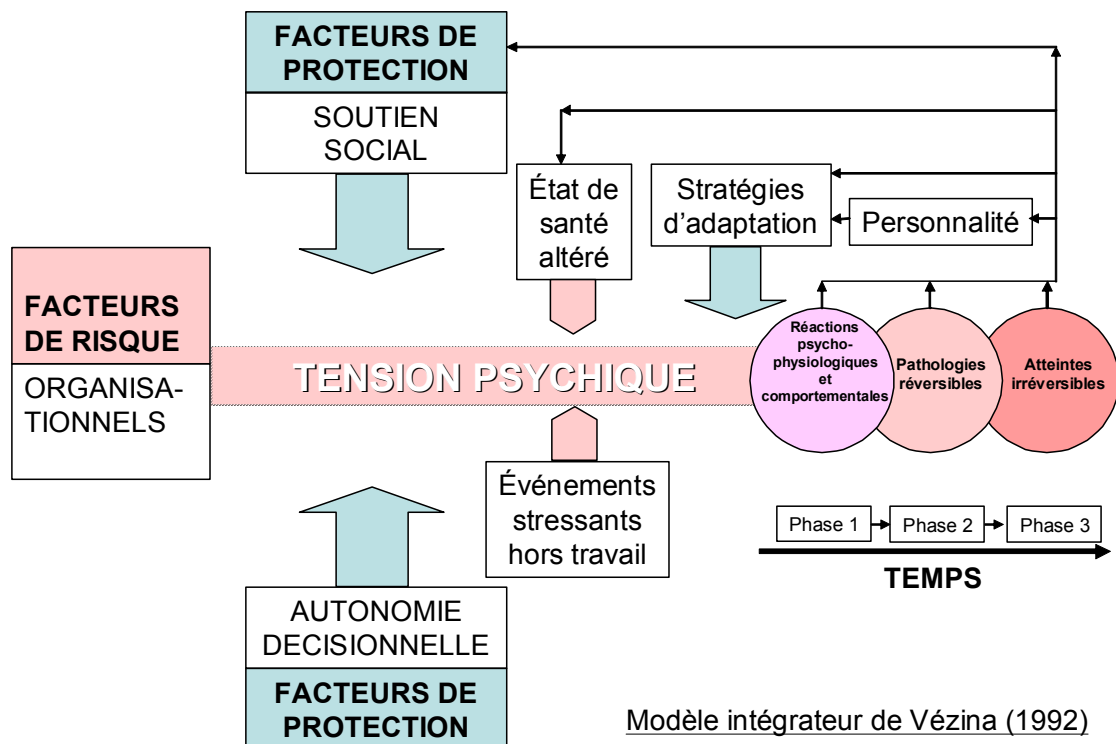 FACTEURS DE
PROTECTION
SOUTIEN
SOCIAL
État de
santé
altéré
Stratégies
d’adaptation
Personnalité
FACTEURS
DE RISQUE
ORGANISA-
TIONNELS
TENSION PSYCHIQUE
Réactions
psycho-
physiologiques
et
comportementales
Pathologies
réversibles
Atteintes
irréversibles
Événements
stressants
hors travail
Phase 1
Phase 2
Phase 3
TEMPS
AUTONOMIE
DECISIONNELLE
FACTEURS DE
PROTECTION
Modèle intégrateur de Vézina (1992)